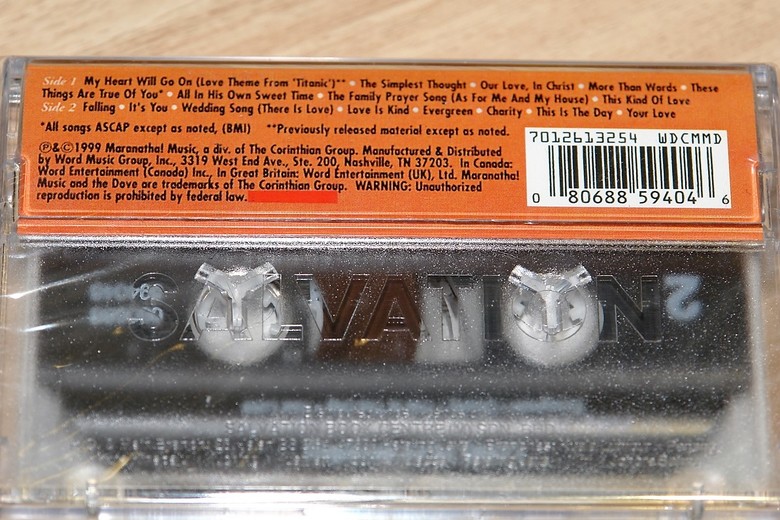 Side 1 My Heart Will Go On (Love Theme From 'Titanic')** • The Simplest Thought • Our Love, In Christ • More Than Words • These
Things Are True Of You* • All In His Own Sweet Time • The Family Prayer Song (As For Me And My House) • This Kind Of Love
Side 2 Falling • It's You • Wedding Song (There Is Love) • Love Is Kind • Evergreen • Charity • This Is The Day • Your Love
*All songs ASCAP except as noted, (BMI) **Previously released material except as noted.
℗&©1999 Maranatha! Music, a div. of The Corinthian Group. Manufactured & Distributed
by Word Music Group, Inc., 3319 West End Ave., Ste. 200, Nashville, TN 37203. In Canada:
Word Entertainment (Canada) Inc., In Great Britain: Word Entertainment (UK), Ltd. Maranatha!
Music and the Dove are trademarks of The Corinthian Group. WARNING: Unauthorized
reproduction is prohibited by federal law.
7012613254 WDCMMD
0 80688 59404 6
SALVATION 2